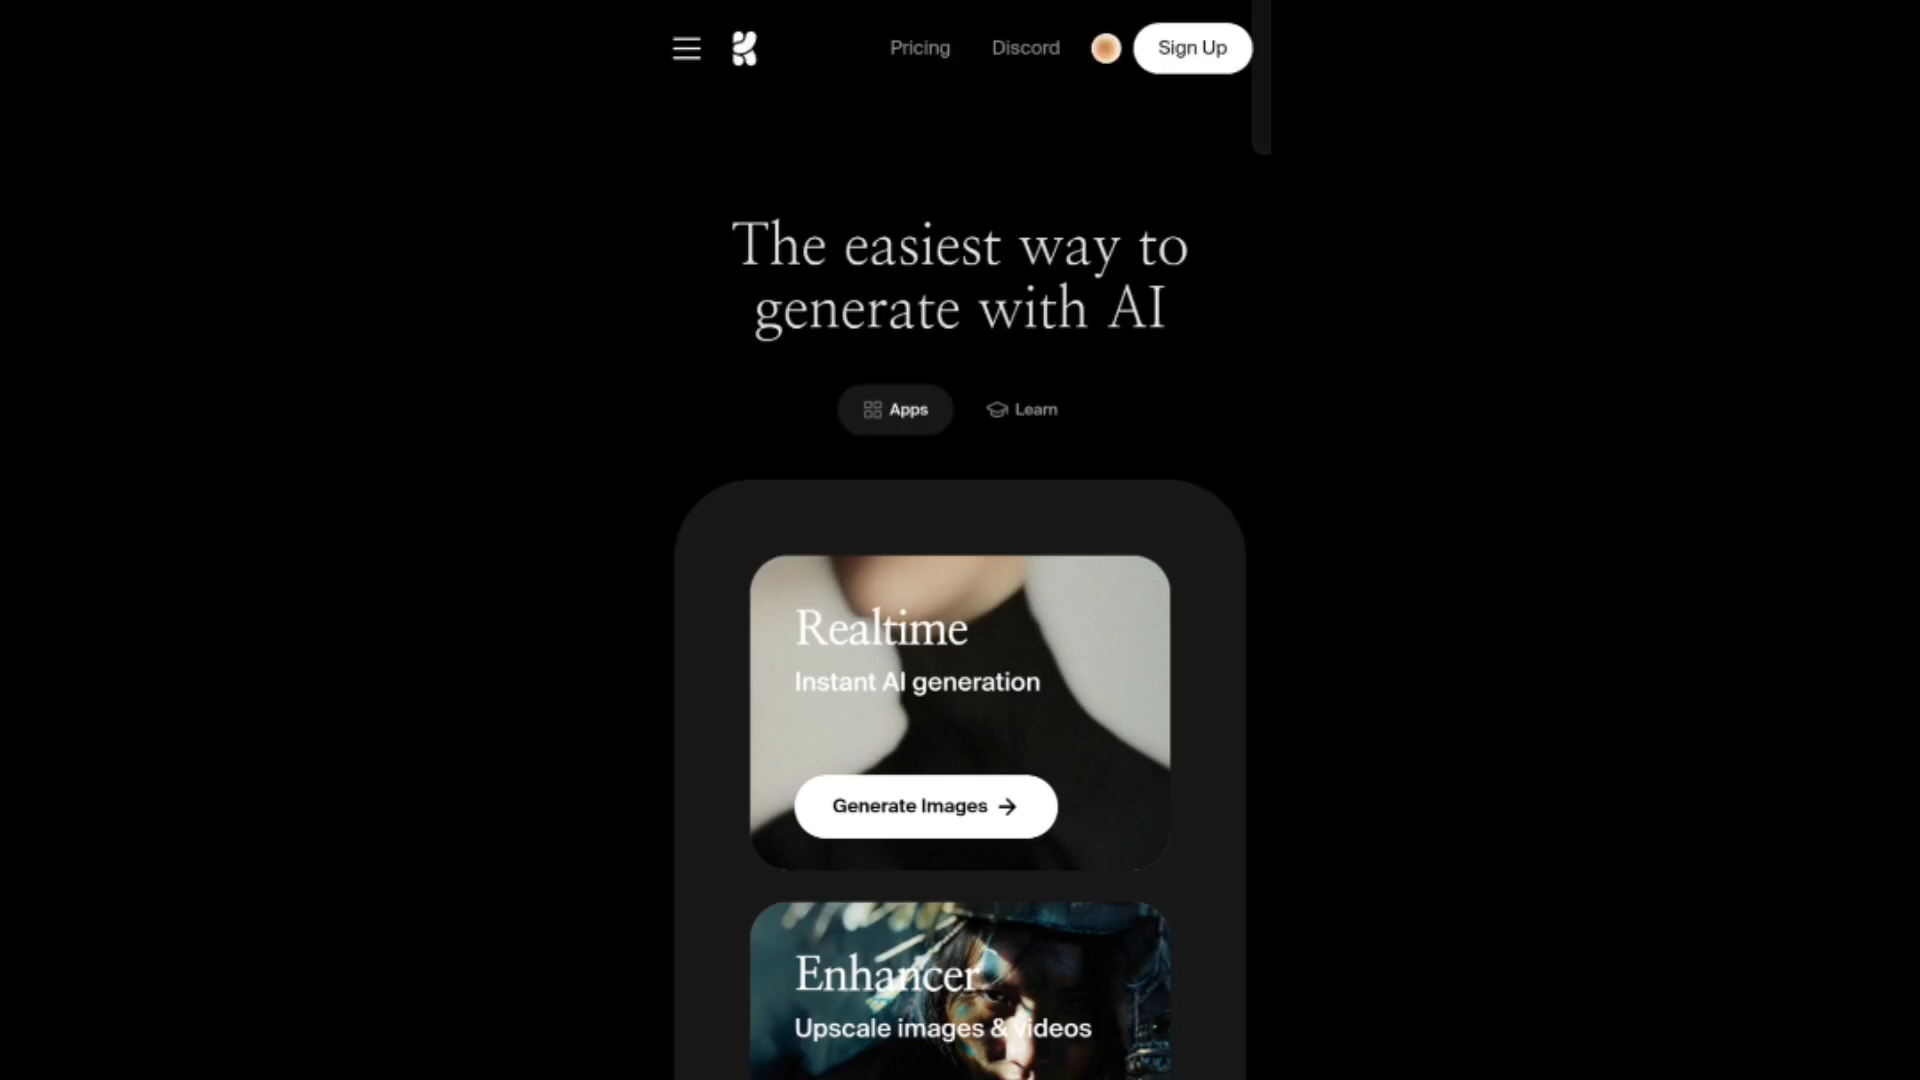 Pricing
Discord
Sign Up
The easiest way to
generate with AI
Apps
Learn
Realtime
Instant AI generation
Generate Images →
Enhancer
Upscale images & videos